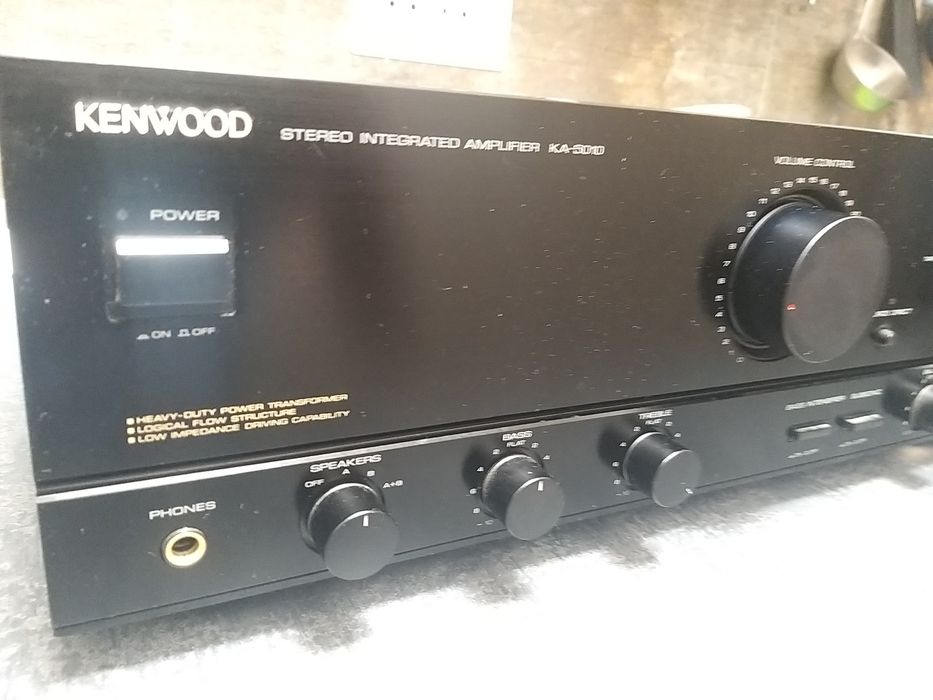 KENWOOD
STEREO INTEGRATED AMPLIFIER KA-5010
VOLUME CONTROL
POWER
ON OFF
HEAVY-DUTY POWER TRANSFORMER
LOGICAL FLOW STRUCTURE
LOW IMPEDANCE DRIVING CAPABILITY
SPEAKERS
OFF A B A+B
BASS
FLAT
TREBLE
FLAT
PHONES